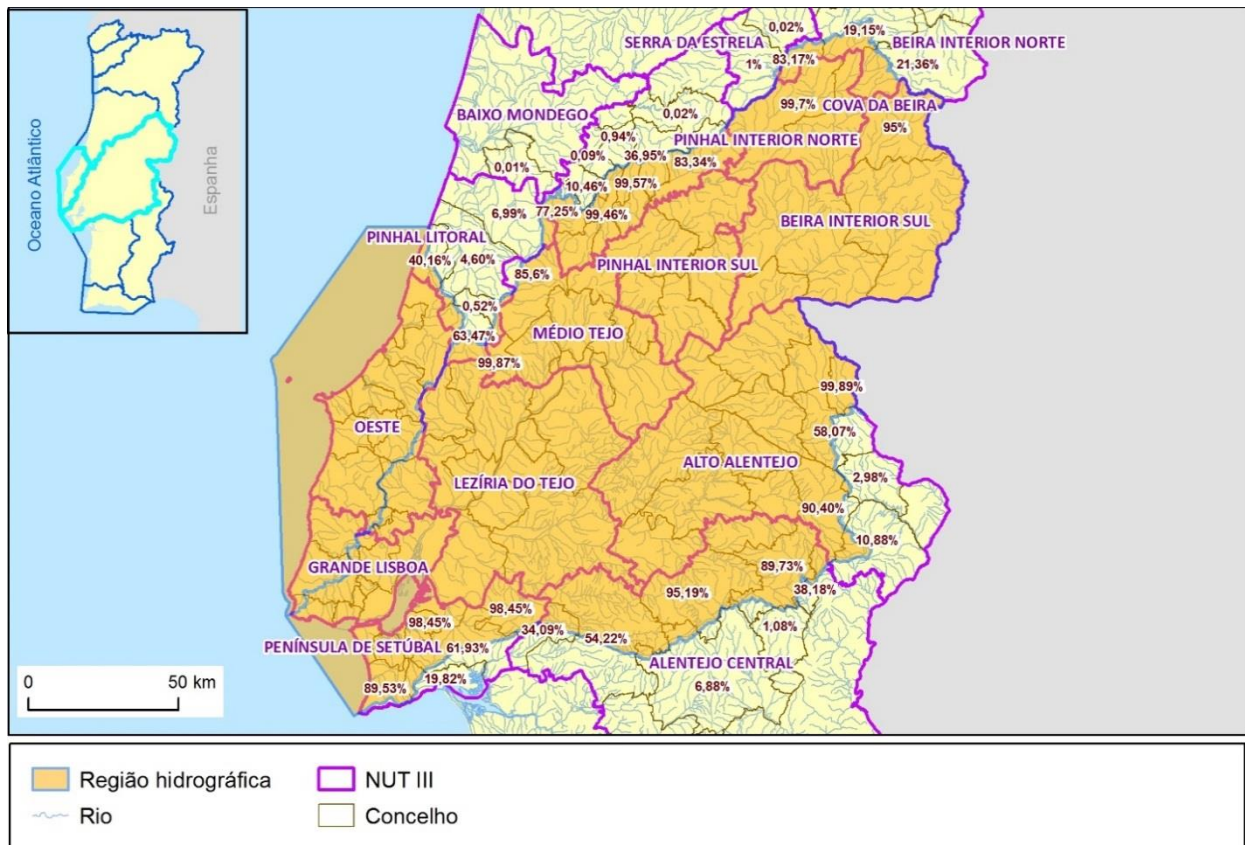 Oceano Atlântico
Espanha
0,02%
19,15%
SERRA DA ESTRELA
BEIRA INTERIOR NORTE
1%
83,17%
21,36%
99,7%
COVA DA BEIRA
BAIXO MONDEGO
0,02%
95%
0,94%
PINHAL INTERIOR NORTE
0,09%
36,95%
83,34%
0,01%
10,46%
99,57%
6,99%
77,25%
99,46%
BEIRA INTERIOR SUL
PINHAL LITORAL
40,16%
4,60%
85,6%
PINHAL INTERIOR SUL
0,52%
63,47%
MÉDIO TEJO
99,87%
99,89%
OESTE
58,07%
ALTO ALENTEJO
2,98%
LEZÍRIA DO TEJO
90,40%
10,88%
GRANDE LISBOA
89,73%
95,19%
38,18%
98,45%
98,45%
1,08%
PENÍNSULA DE SETÚBAL
61,93%
34,09%
54,22%
ALENTEJO CENTRAL
89,53%
19,82%
6,88%
0
50 km
Região hidrográfica
NUT III
Rio
Concelho